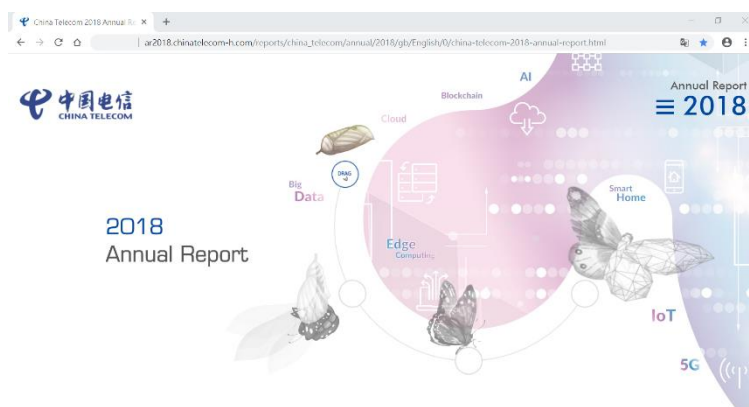 China Telecom 2018 Annual Re
ar2018.chinatelecom-h.com/reports/china_telecom/annual/2018/gb/English/0/china-telecom-2018-annual-report.html
中国电信
CHINA TELECOM
AI
Blockchain
Cloud
Annual Report
2018
DRAG
Big
Data
Smart
Home
2018
Annual Report
Edge
Computing
IoT
5G